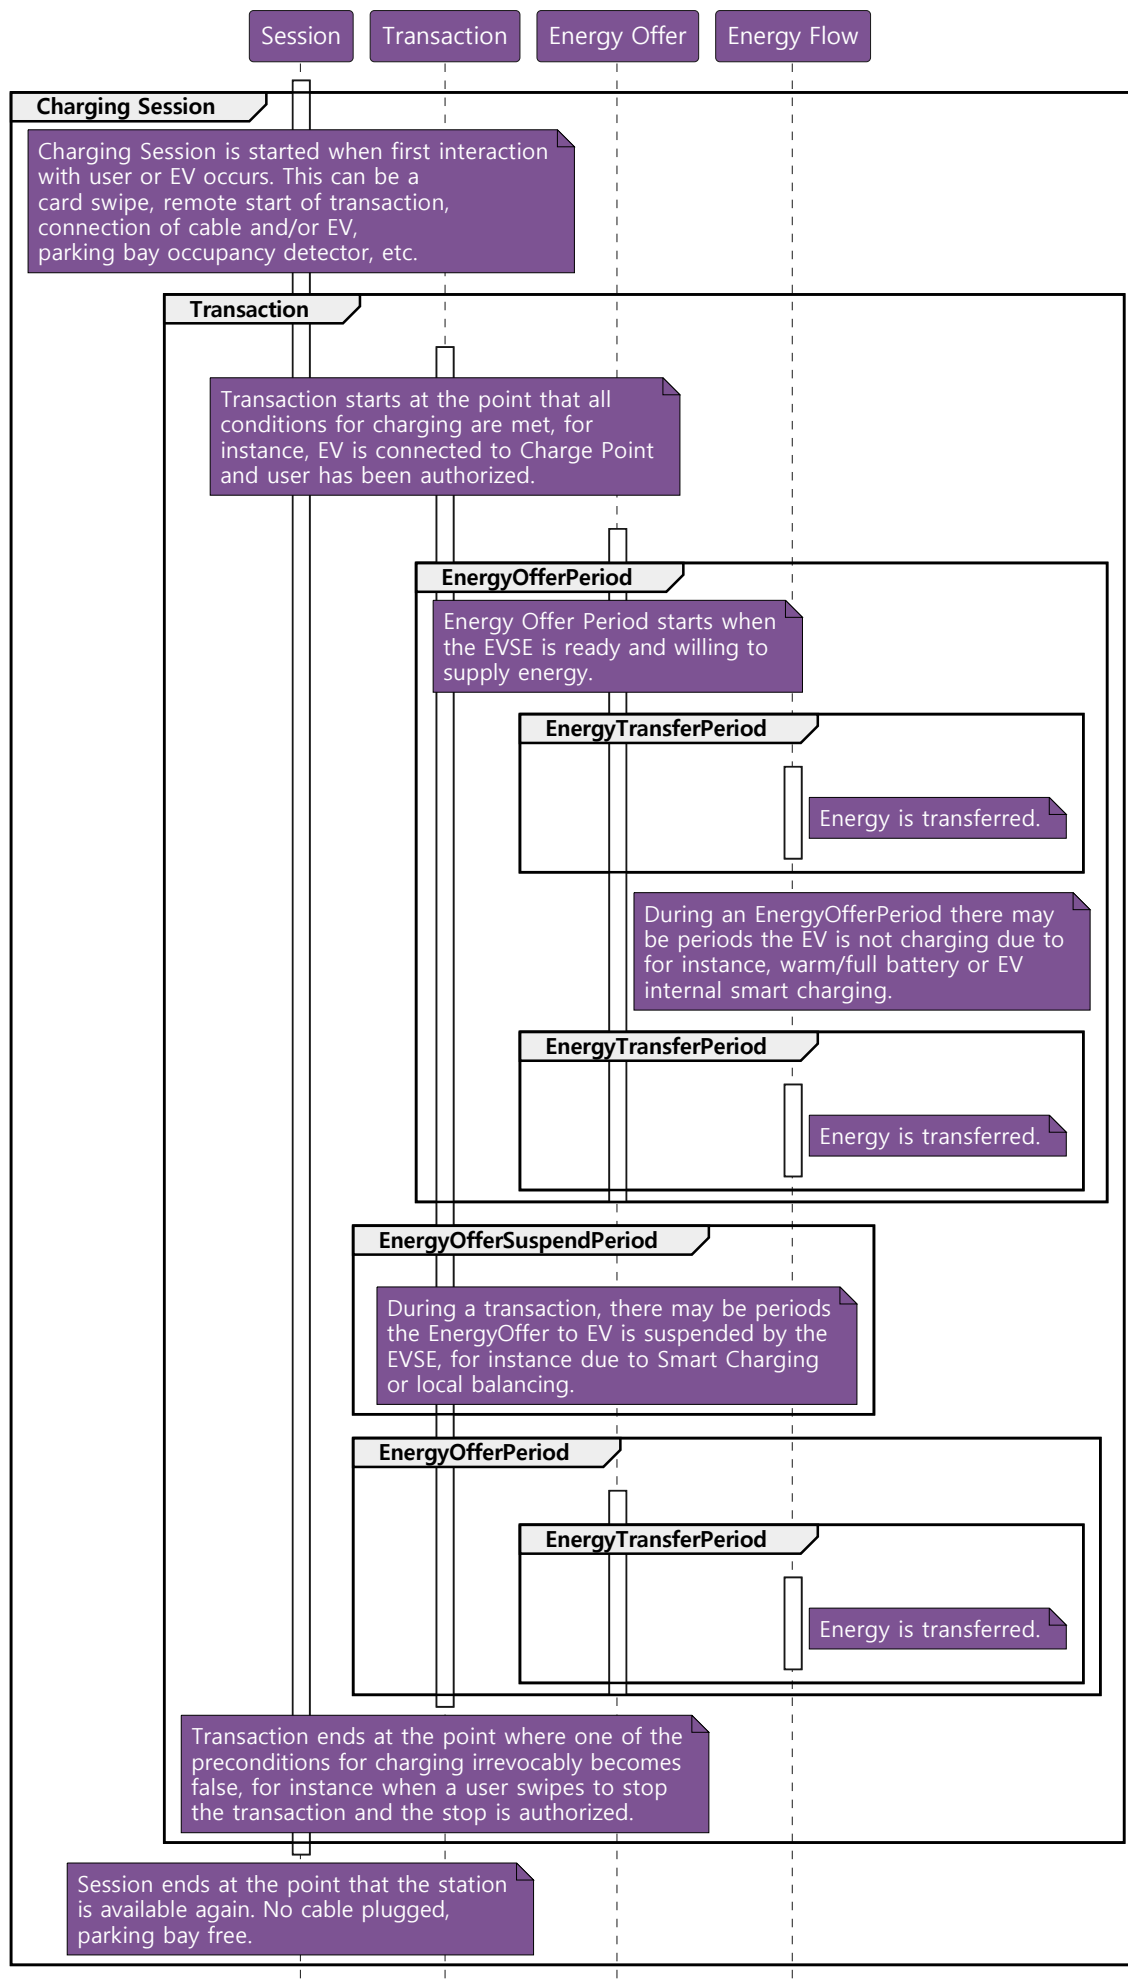 Session
Transaction
Energy Offer
Energy Flow
Charging Session
Charging Session is started when first interaction
with user or EV occurs. This can be a
card swipe, remote start of transaction,
connection of cable and/or EV,
parking bay occupancy detector, etc.
Transaction
Transaction starts at the point that all
conditions for charging are met, for
instance, EV is connected to Charge Point
and user has been authorized.
EnergyOfferPeriod
Energy Offer Period starts when
the EVSE is ready and willing to
supply energy.
EnergyTransferPeriod
Energy is transferred.
During an EnergyOfferPeriod there may
be periods the EV is not charging due to
for instance, warm/full battery or EV
internal smart charging.
EnergyTransferPeriod
Energy is transferred.
EnergyOfferSuspendPeriod
During a transaction, there may be periods
the EnergyOffer to EV is suspended by the
EVSE, for instance due to Smart Charging
or local balancing.
EnergyOfferPeriod
EnergyTransferPeriod
Energy is transferred.
Transaction ends at the point where one of the
preconditions for charging irrevocably becomes
false, for instance when a user swipes to stop
the transaction and the stop is authorized.
Session ends at the point that the station
is available again. No cable plugged,
parking bay free.